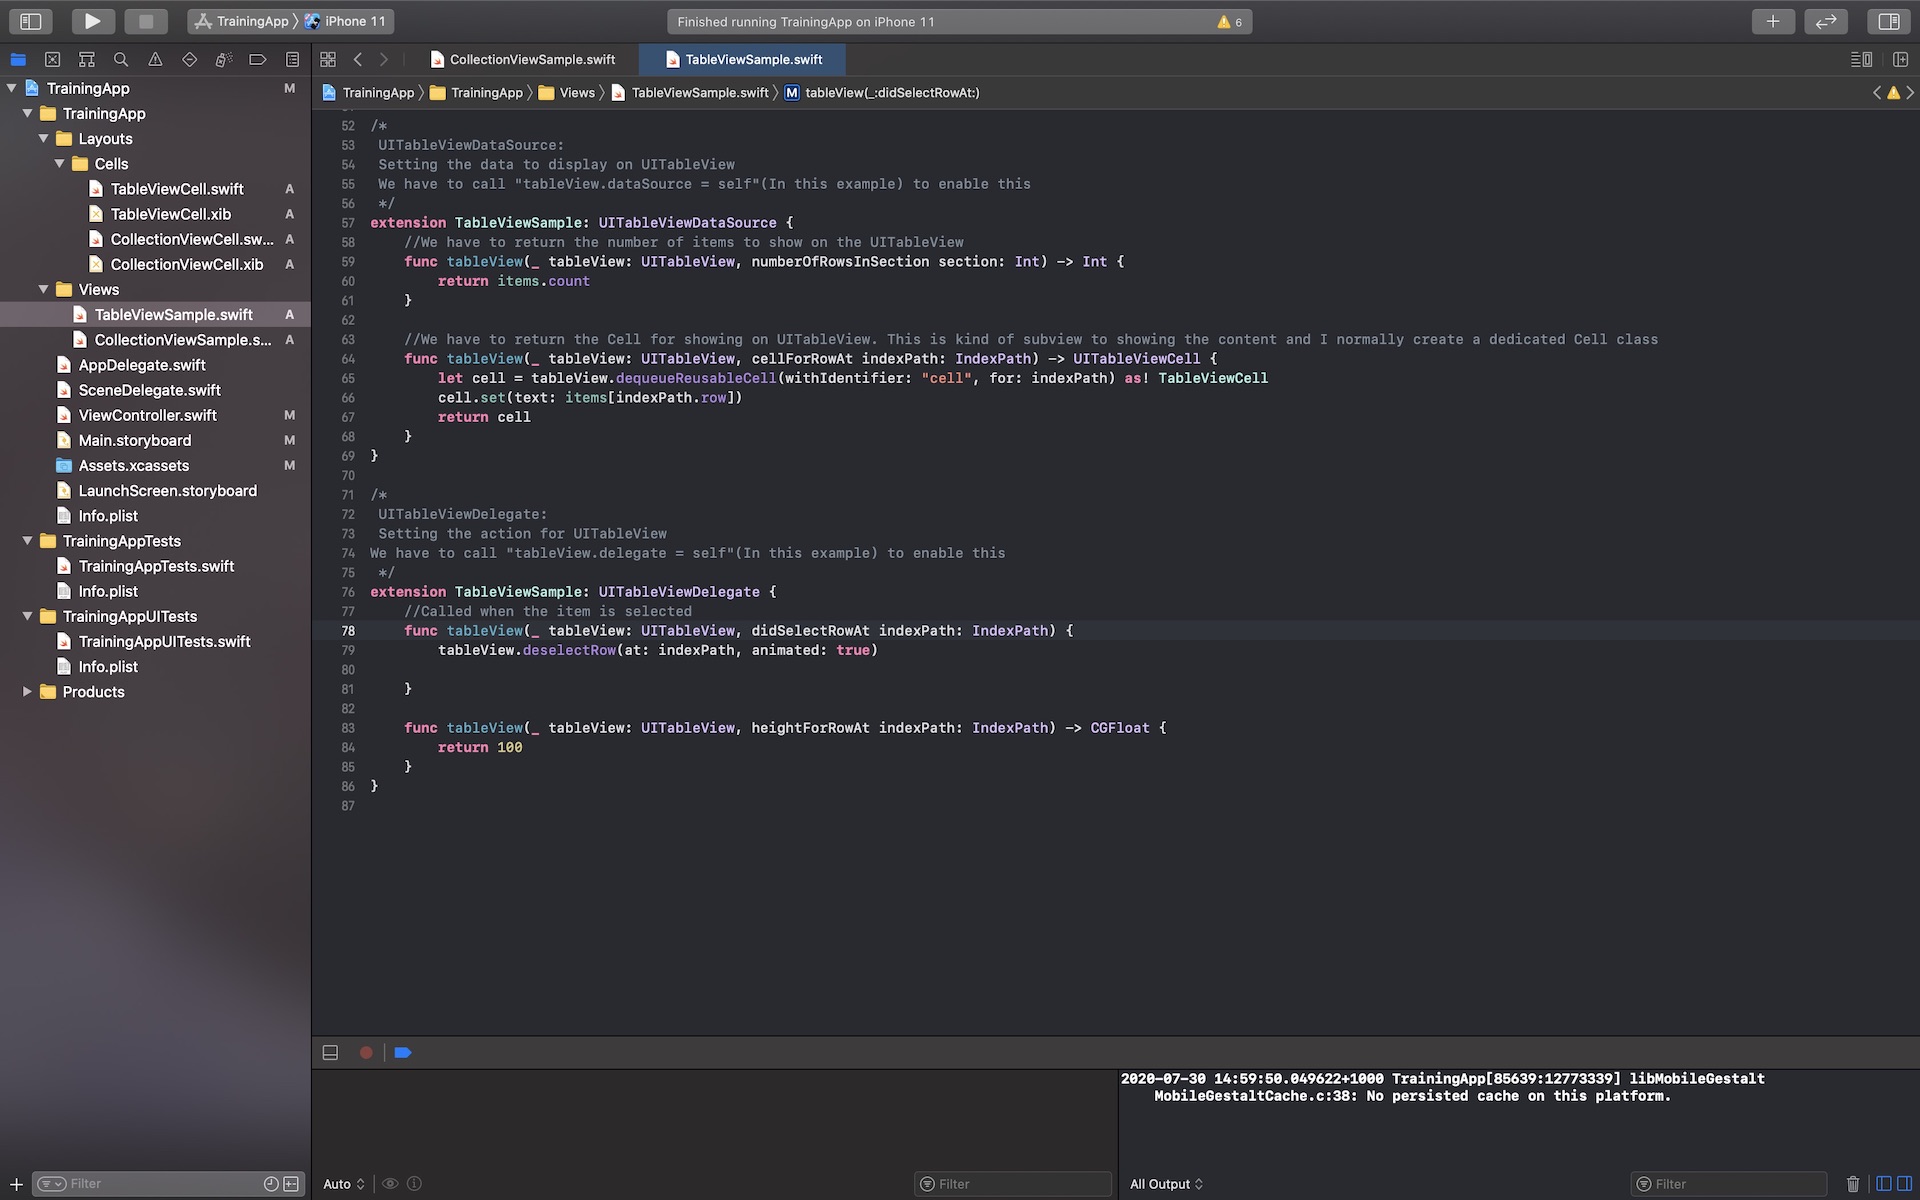 TrainingApp
iPhone 11
Finished running TrainingApp on iPhone 11
6
CollectionViewSample.swift
TableViewSample.swift
TrainingApp
TrainingApp
Views
TableViewSample.swift
M
tableView(_:didSelectRowAt:)
TrainingApp M
TrainingApp
Layouts
Cells
TableViewCell.swift A
TableViewCell.xib A
CollectionViewCell.sw... A
CollectionViewCell.xib A
Views
TableViewSample.swift A
CollectionViewSample.s... A
AppDelegate.swift
SceneDelegate.swift
ViewController.swift M
Main.storyboard M
Assets.xcassets M
LaunchScreen.storyboard
Info.plist
TrainingAppTests
TrainingAppTests.swift
Info.plist
TrainingAppUITests
TrainingAppUITests.swift
Info.plist
Products
Filter
52 /*
53 UITableViewDataSource:
54 Setting the data to display on UITableView
55 We have to call "tableView.dataSource = self"(In this example) to enable this
56 */
57 extension TableViewSample: UITableViewDataSource {
58 //We have to return the number of items to show on the UITableView
59 func tableView(_ tableView: UITableView, numberOfRowsInSection section: Int) -> Int {
60 return items.count
61 }
62
63 //We have to return the Cell for showing on UITableView. This is kind of subview to showing the content and I normally create a dedicated Cell class
64 func tableView(_ tableView: UITableView, cellForRowAt indexPath: IndexPath) -> UITableViewCell {
65 let cell = tableView.dequeueReusableCell(withIdentifier: "cell", for: indexPath) as! TableViewCell
66 cell.set(text: items[indexPath.row])
67 return cell
68 }
69 }
70
71 /*
72 UITableViewDelegate:
73 Setting the action for UITableView
74 We have to call "tableView.delegate = self"(In this example) to enable this
75 */
76 extension TableViewSample: UITableViewDelegate {
77 //Called when the item is selected
78 func tableView(_ tableView: UITableView, didSelectRowAt indexPath: IndexPath) {
79 tableView.deselectRow(at: indexPath, animated: true)
80
81 }
82
83 func tableView(_ tableView: UITableView, heightForRowAt indexPath: IndexPath) -> CGFloat {
84 return 100
85 }
86 }
87
2020-07-30 14:59:50.049622+1000 TrainingApp[85639:12773339] libMobileGestalt
MobileGestaltCache.c:38: No persisted cache on this platform.
Auto
Filter
All Output
Filter